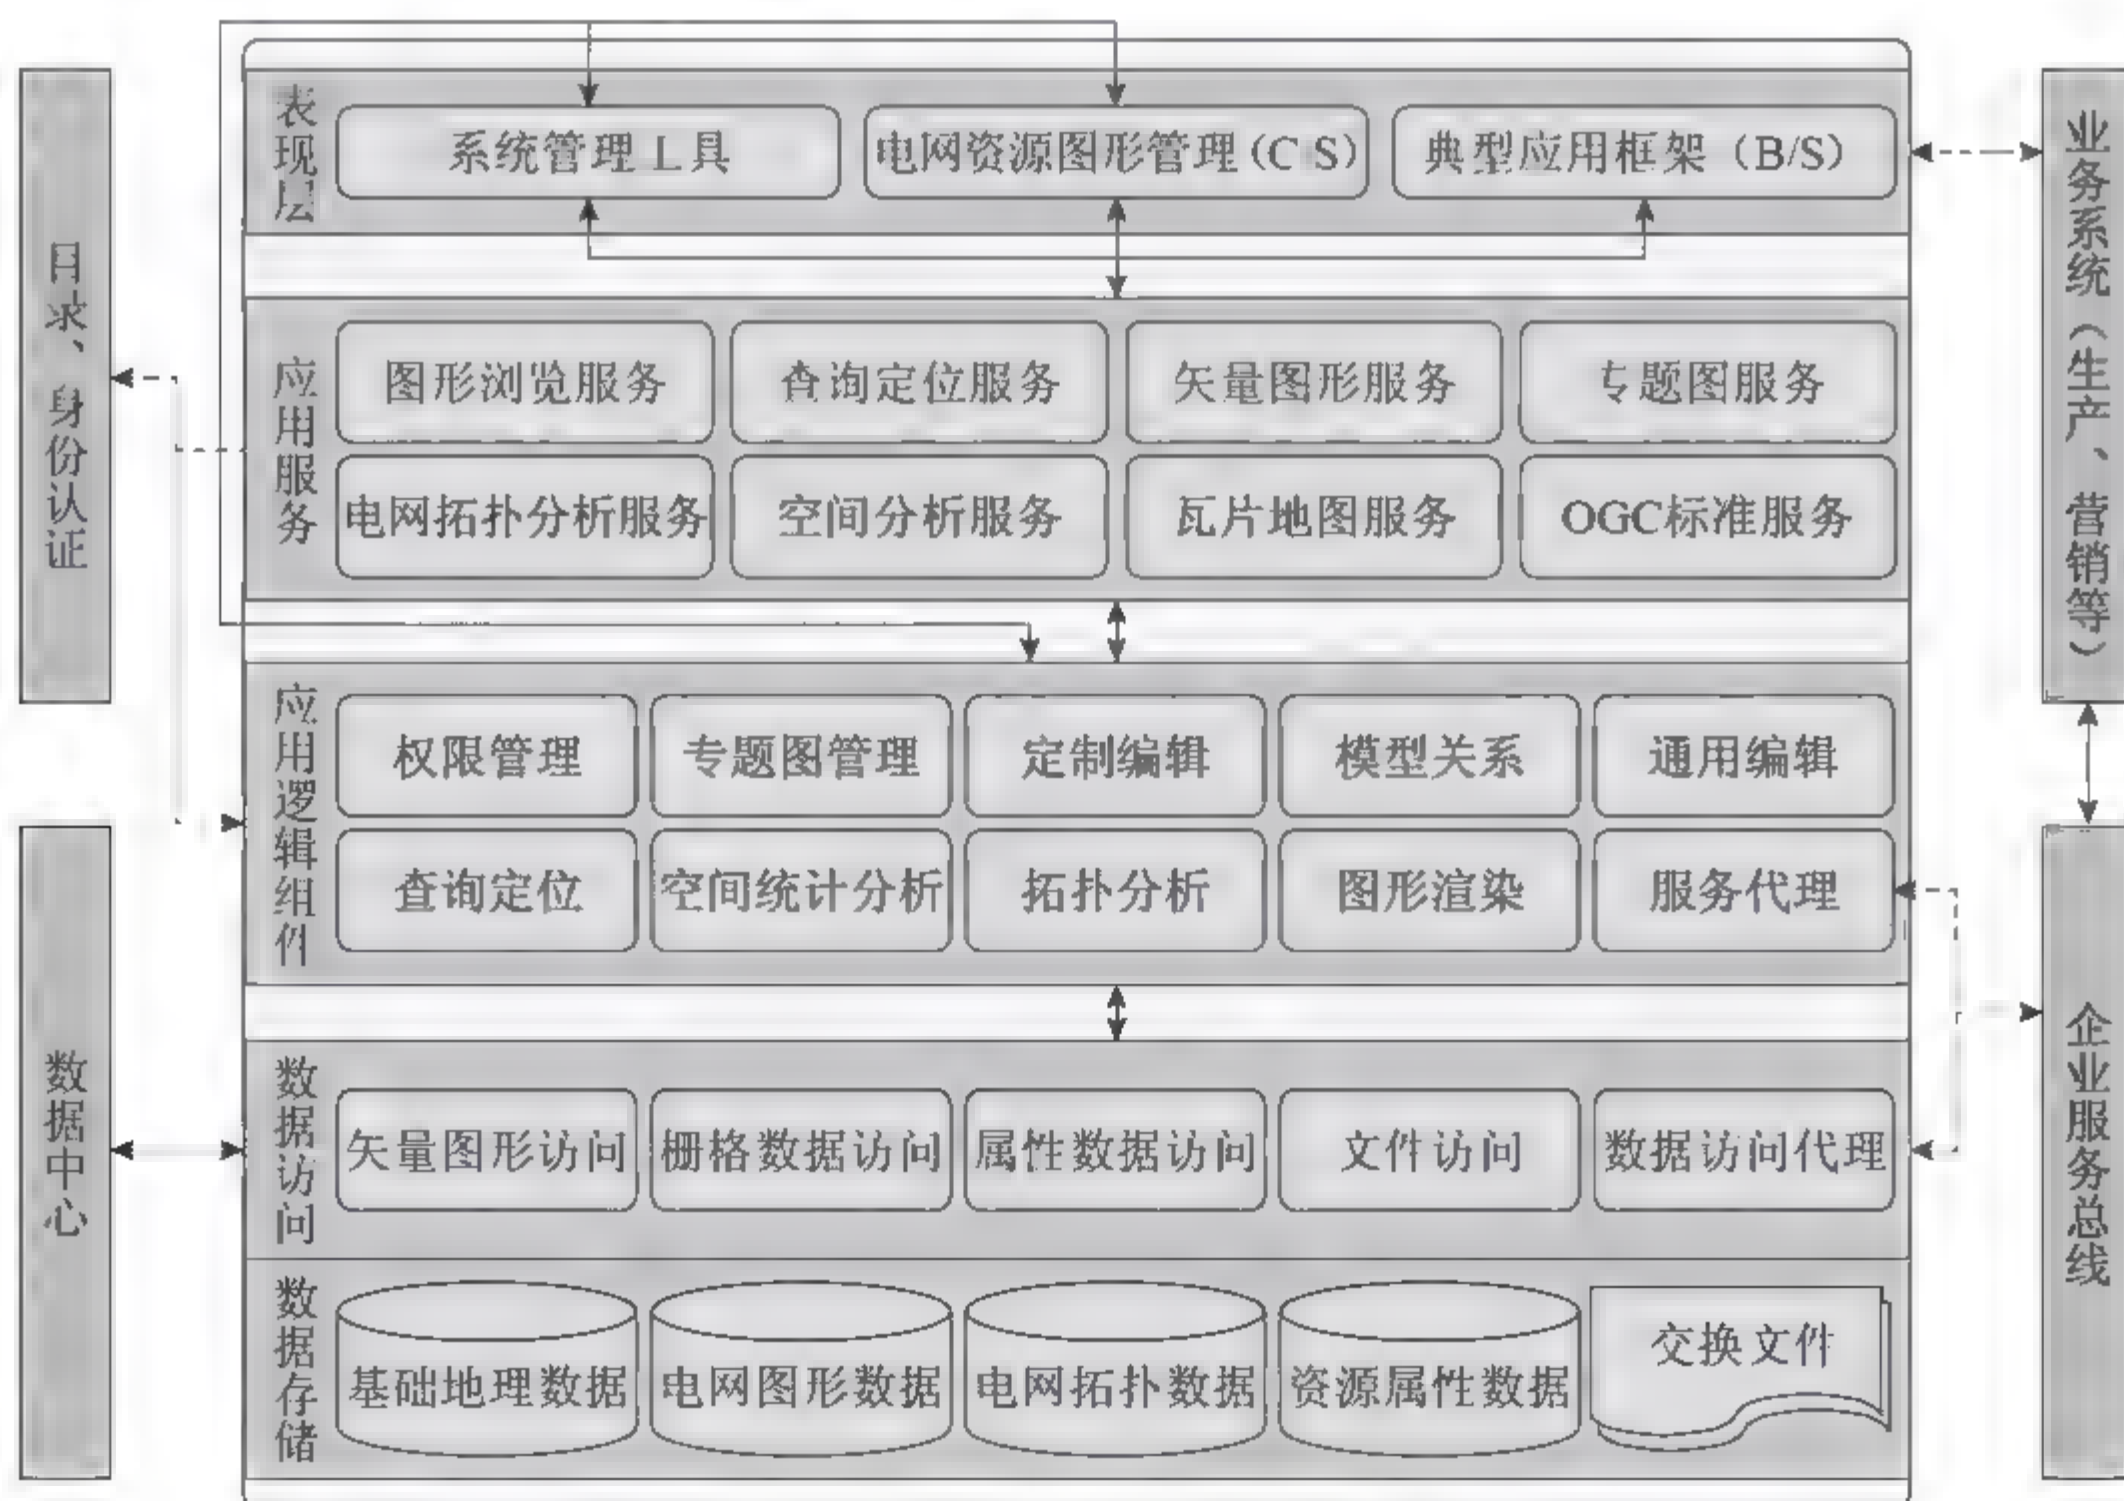 表现层
系统管理工具
电网资源图形管理(C S)
典型应用框架（B/S）
应用服务
图形浏览服务
查询定位服务
矢量图形服务
专题图服务
电网拓扑分析服务
空间分析服务
瓦片地图服务
OGC标准服务
应用逻辑组件
权限管理
专题图管理
定制编辑
模型关系
通用编辑
查询定位
空间统计分析
拓扑分析
图形渲染
服务代理
数据访问
矢量图形访问
栅格数据访问
属性数据访问
文件访问
数据访问代理
数据存储
基础地理数据
电网图形数据
电网拓扑数据
资源属性数据
交换文件
目录、身份认证
数据中心
业务系统（生产、营销等）
企业服务总线